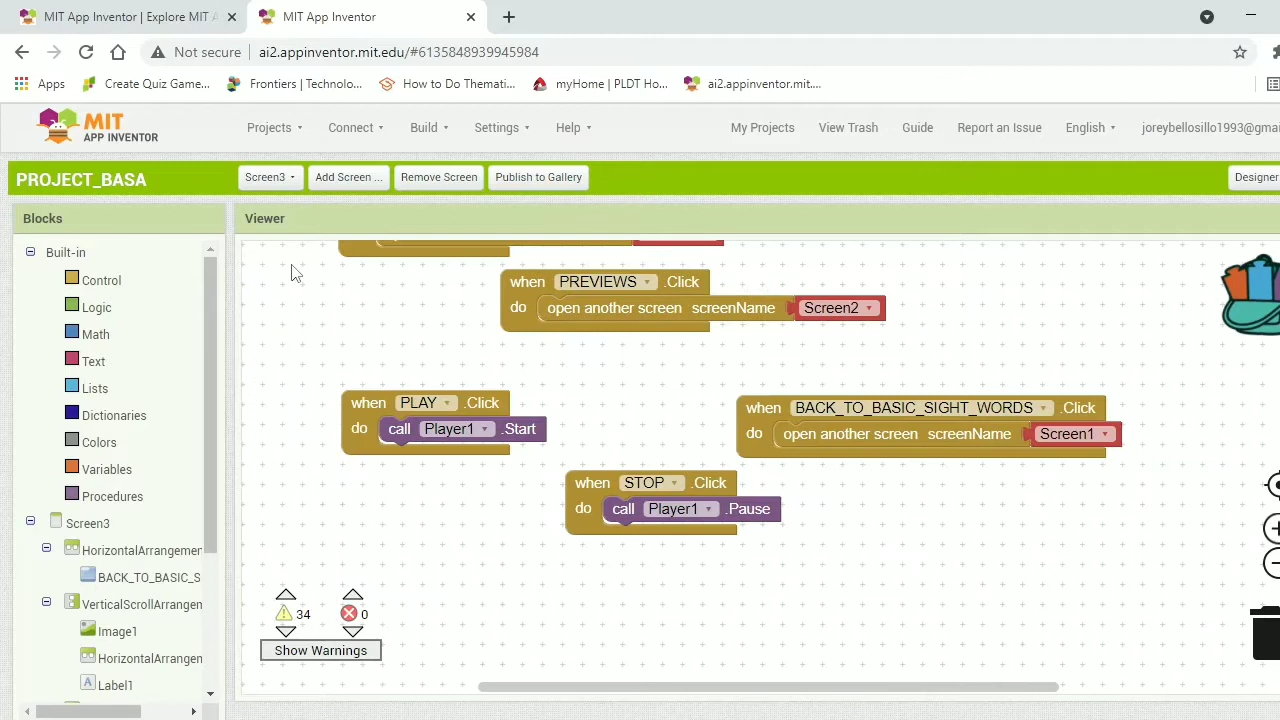 MIT App Inventor | Explore MIT A
MIT App Inventor
Not secure
ai2.appinventor.mit.edu/#6135848939945984
Apps
Create Quiz Game...
Frontiers | Technolo...
How to Do Themati...
myHome | PLDT Ho...
ai2.appinventor.mit....
MIT
APP INVENTOR
Projects
Connect
Build
Settings
Help
My Projects
View Trash
Guide
Report an Issue
English
joreybellosillo1993@gmai
PROJECT_BASA
Screen3
Add Screen ...
Remove Screen
Publish to Gallery
Designer
Blocks
Viewer
Built-in
Control
Logic
Math
Text
Lists
Dictionaries
Colors
Variables
Procedures
Screen3
HorizontalArrangemen
BACK_TO_BASIC_S
VerticalScrollArrangen
Image1
HorizontalArrangen
Label1
when PREVIEWS .Click
do open another screen screenName Screen2
when PLAY .Click
do call Player1 .Start
when BACK_TO_BASIC_SIGHT_WORDS .Click
do open another screen screenName Screen1
when STOP .Click
do call Player1 .Pause
34
0
Show Warnings